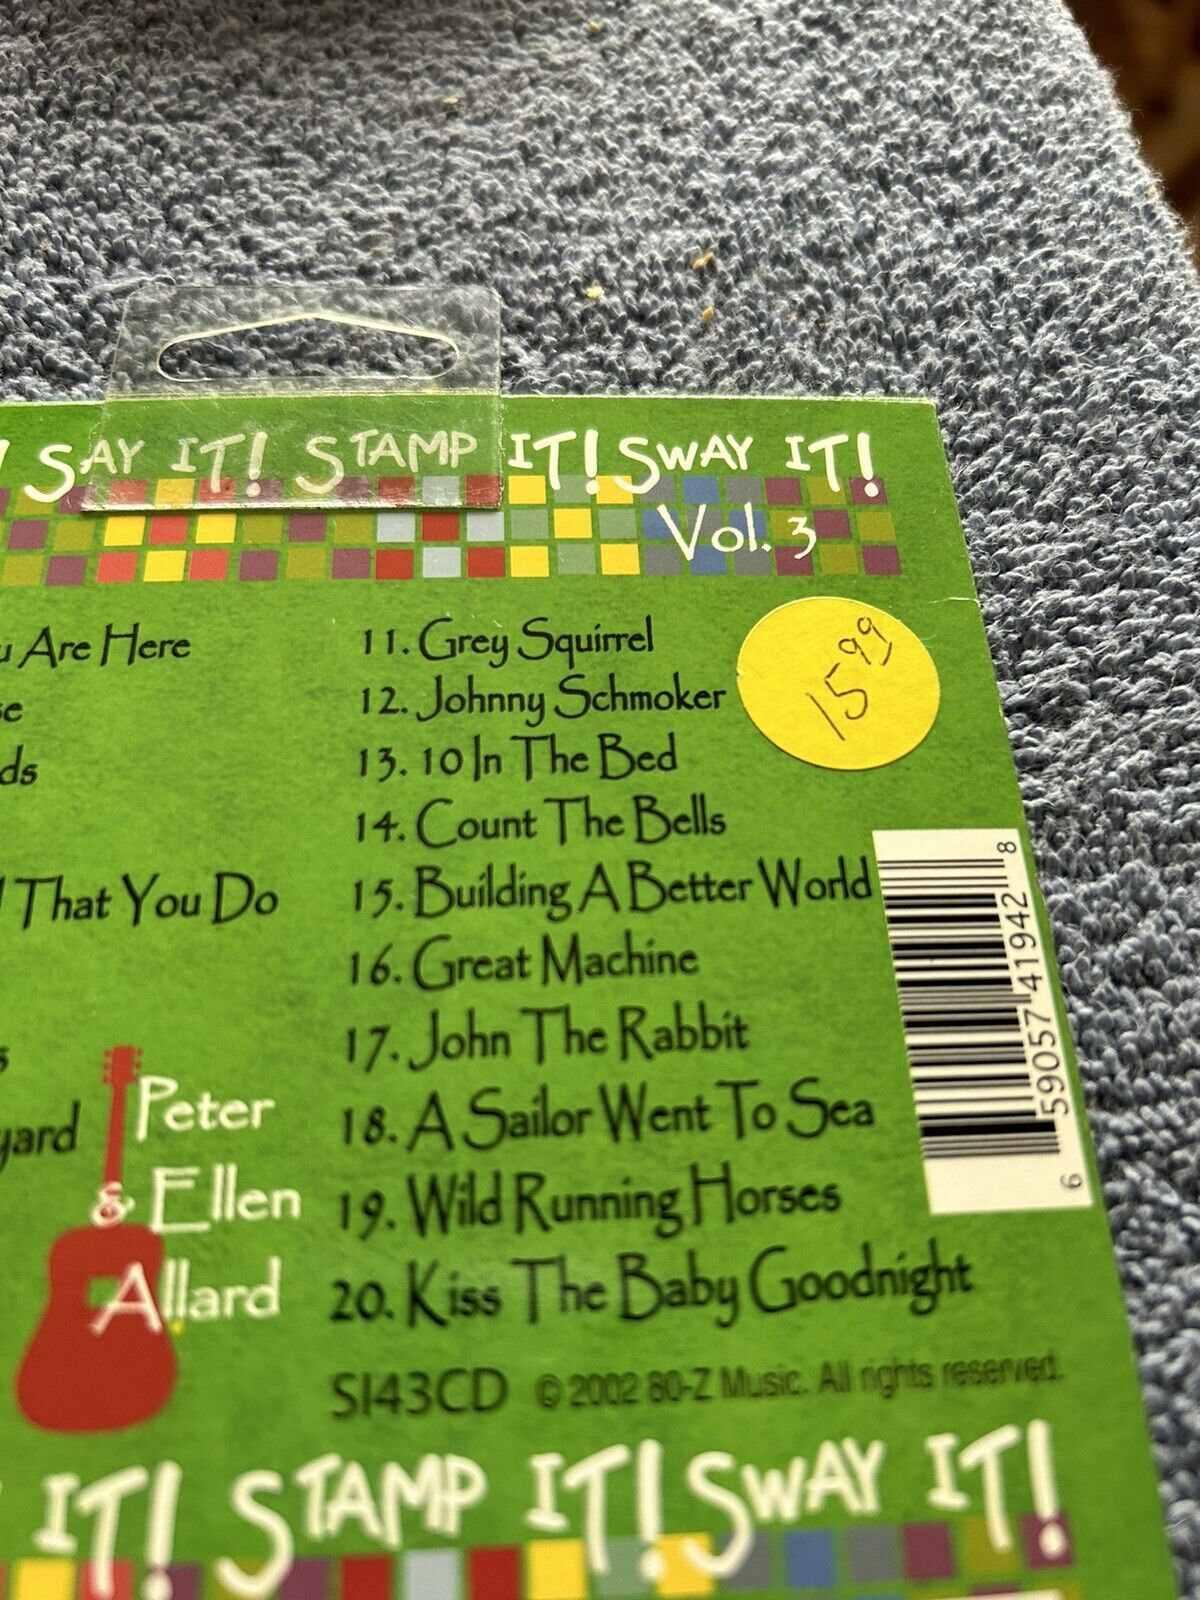 ! SAY IT! STAMP IT! SWAY IT!
Vol. 3
Are Here
That You Do
11. Grey Squirrel
12. Johnny Schmoker
13. 10 In The Bed
14. Count The Bells
15. Building A Better World
16. Great Machine
17. John The Rabbit
18. A Sailor Went To Sea
19. Wild Running Horses
20. Kiss The Baby Goodnight
15 99
6 59057 41942 8
Peter
& Ellen
Allard
SI43CD © 2002 80-Z Music. All rights reserved.
IT! STAMP IT! SWAY IT!